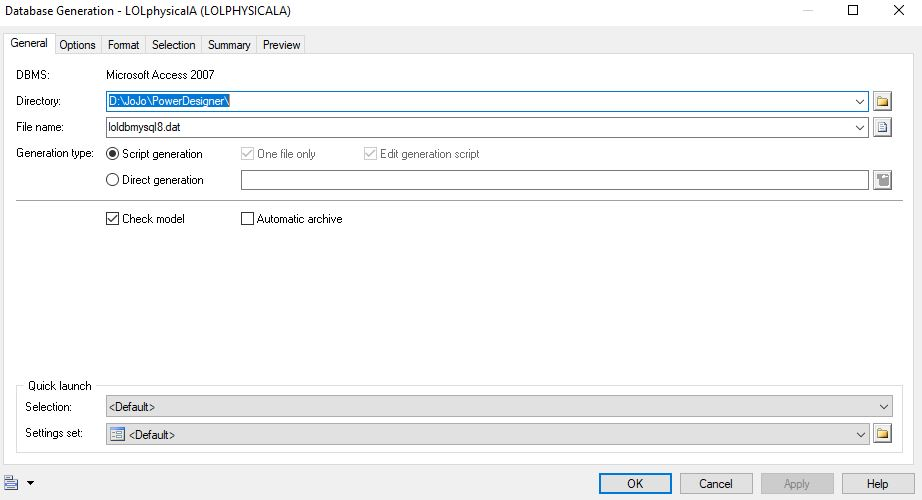 Database Generation - LOLphysicalA (LOLPHYSICALA)
General Options Format Selection Summary Preview
DBMS: Microsoft Access 2007
Directory: D:\JoJo\PowerDesigner\
File name: loldbmysql8.dat
Generation type: Script generation One file only Edit generation script
Direct generation
Check model Automatic archive
Quick launch
Selection: <Default>
Settings set: <Default>
OK Cancel Apply Help